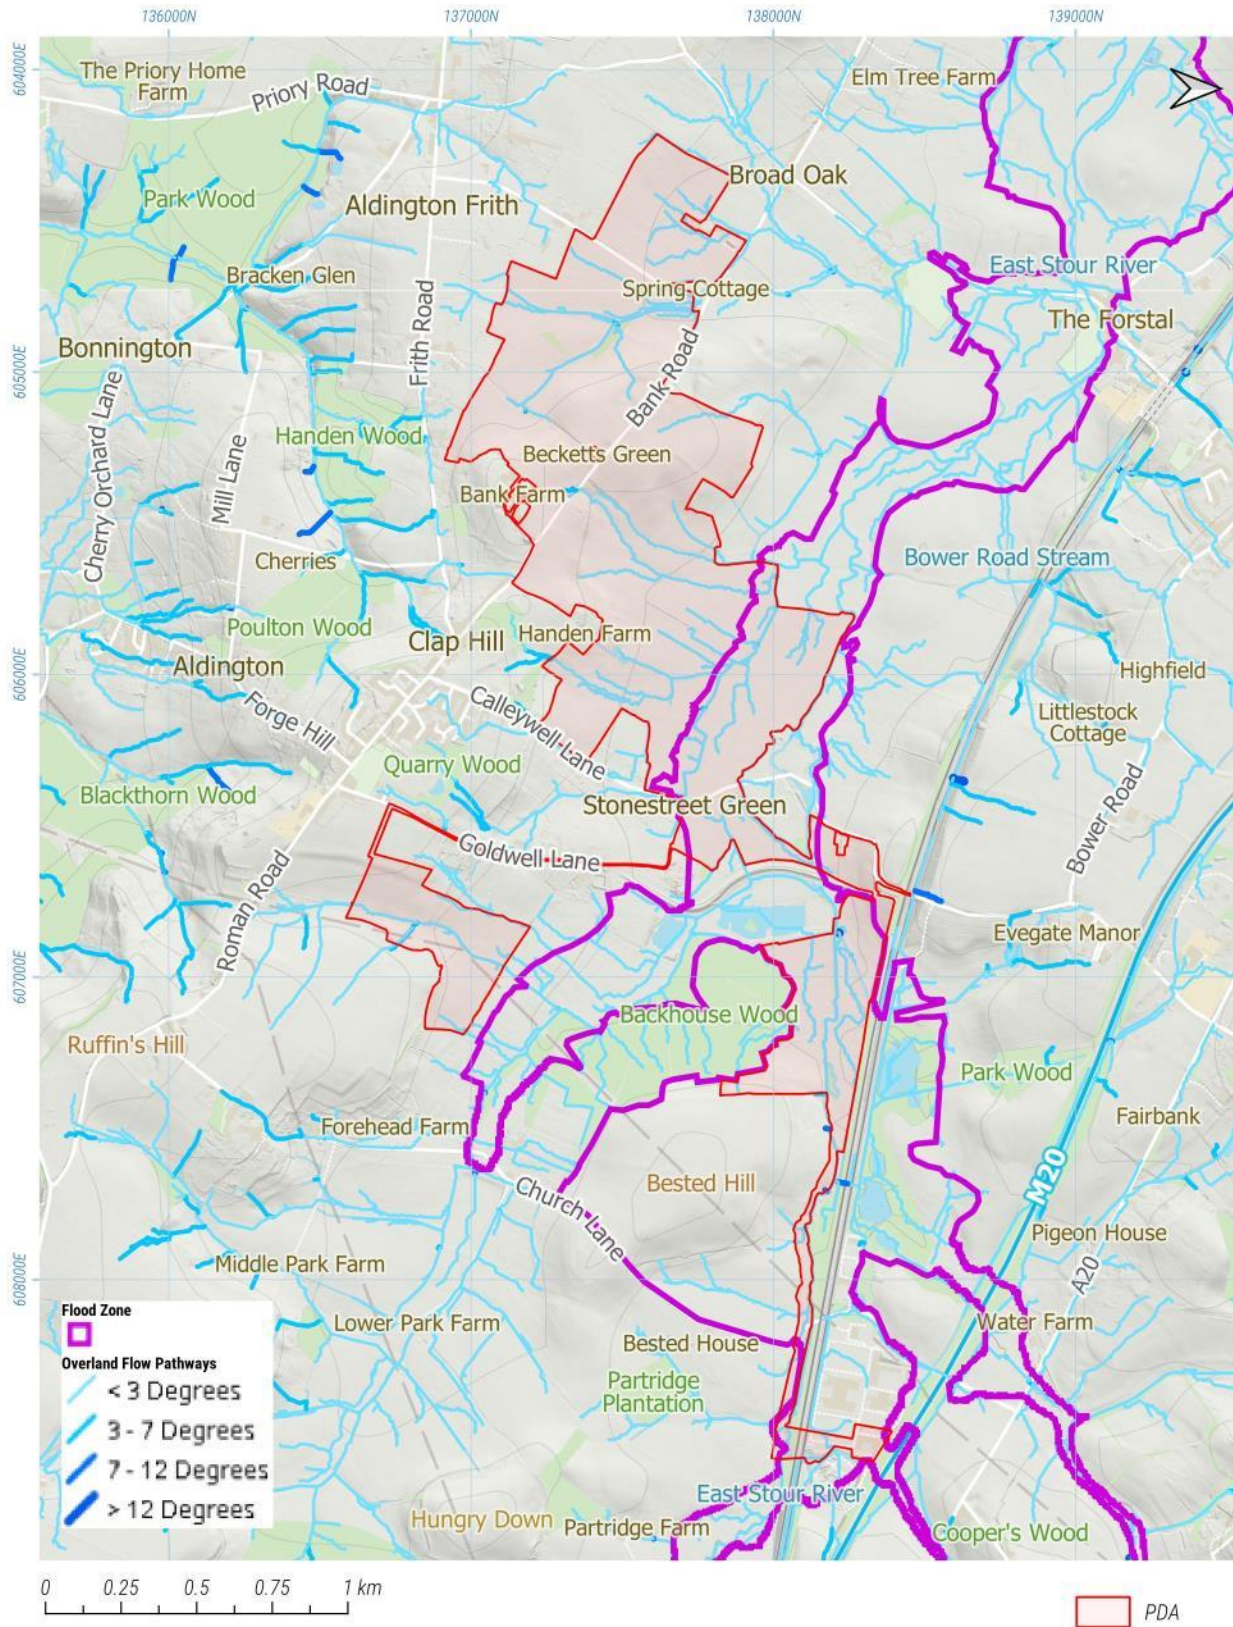 136000N
137000N
138000N
139000N
604000E
605000E
606000E
607000E
608000E
The Priory Home
Farm
Priory Road
Elm Tree Farm
Park Wood
Aldington Frith
Broad Oak
Bracken Glen
Spring Cottage
East Stour River
The Forstal
Bonnington
Frith Road
Bank Road
Cherry Orchard Lane
Mill Lane
Handen Wood
Beckett's Green
Bank Farm
Cherries
Bower Road Stream
Poulton Wood
Clap Hill
Handen Farm
Aldington
Highfield
Forge Hill
Calleywell Lane
Littlestock
Cottage
Quarry Wood
Blackthorn Wood
Stonestreet Green
Bower Road
Goldwell Lane
Roman Road
Evegate Manor
Backhouse Wood
Ruffin's Hill
Park Wood
Fairbank
Forehead Farm
M20
Bested Hill
Church Lane
Pigeon House
Middle Park Farm
A20
Lower Park Farm
Water Farm
Bested House
Partridge
Plantation
East Stour River
Hungry Down
Partridge Farm
Cooper's Wood
Flood Zone
Overland Flow Pathways
< 3 Degrees
3 - 7 Degrees
7 - 12 Degrees
> 12 Degrees
0 0.25 0.5 0.75 1 km
PDA